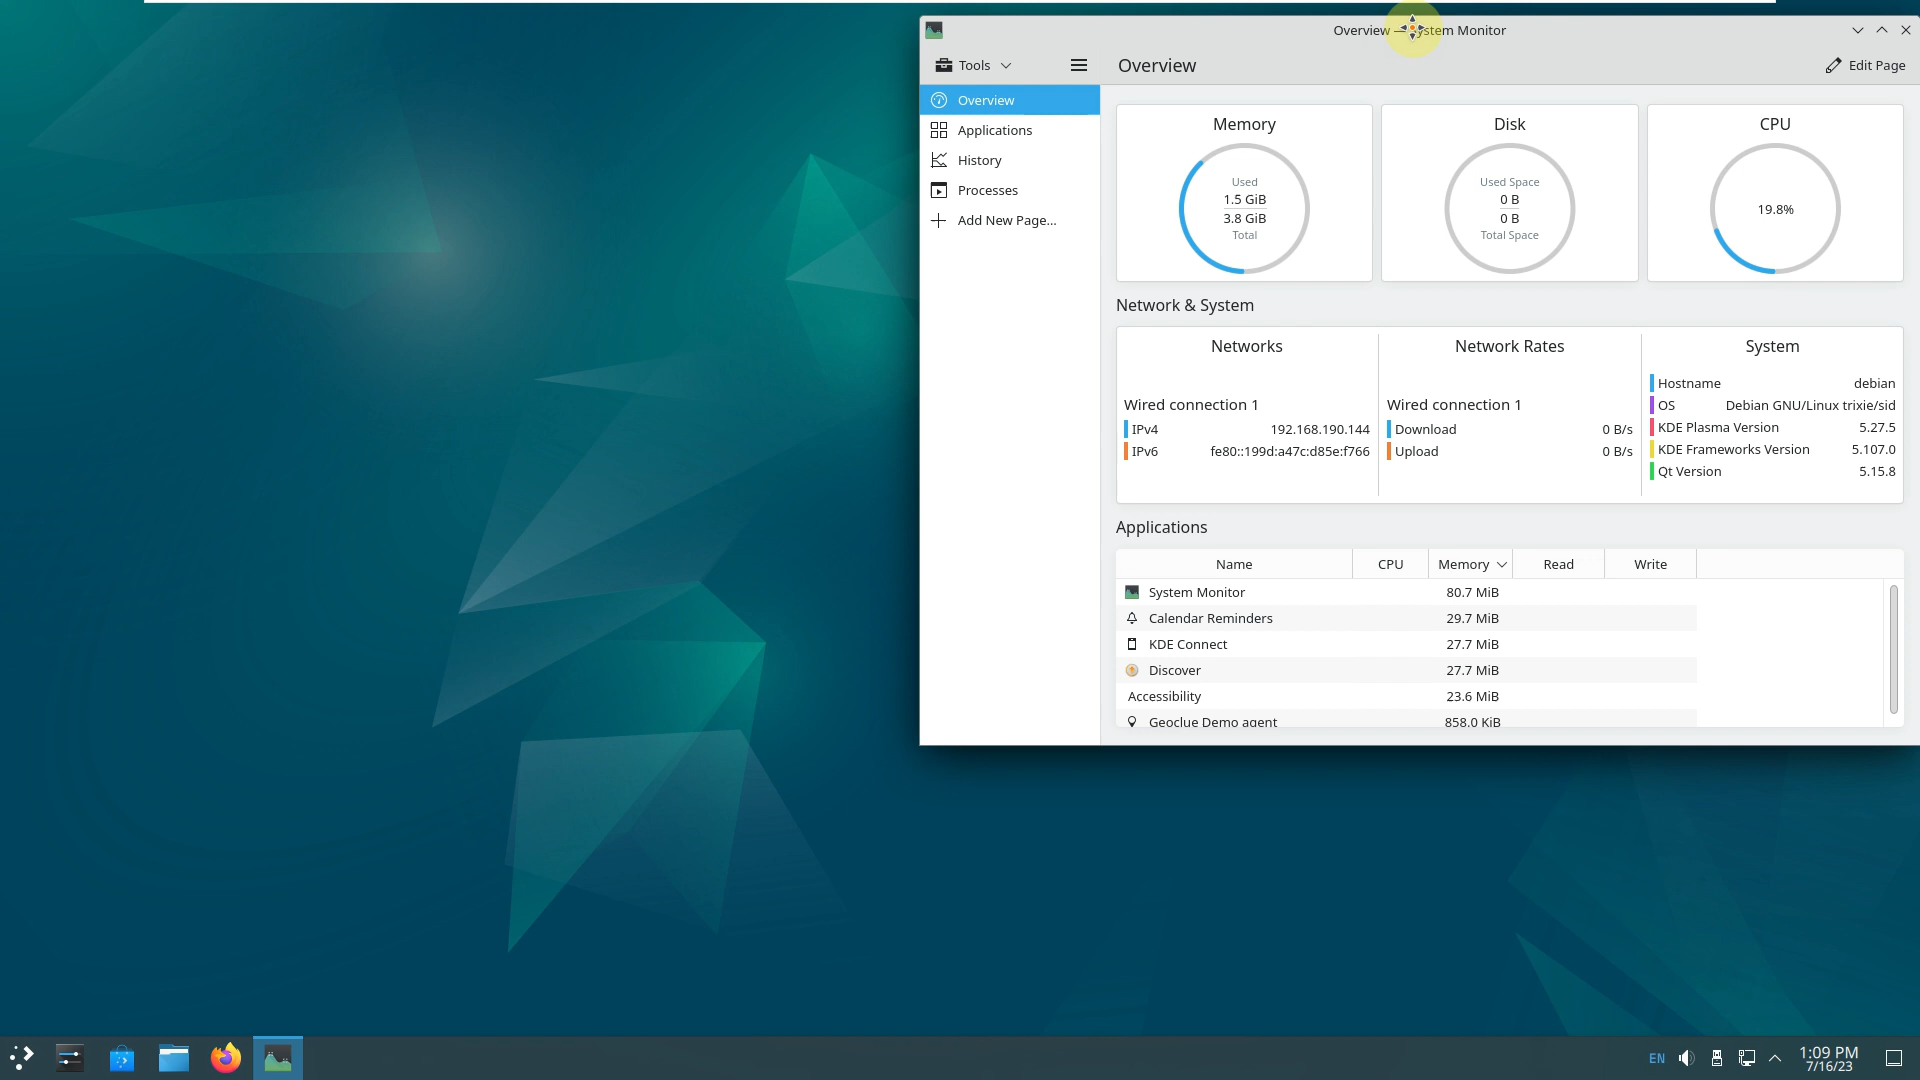 Overview — System Monitor
Tools
Overview
Edit Page
Overview
Applications
History
Processes
Add New Page...
Memory
Used
1.5 GiB
3.8 GiB
Total
Disk
Used Space
0 B
0 B
Total Space
CPU
19.8%
Network & System
Networks
Wired connection 1
IPv4 192.168.190.144
IPv6 fe80::199d:a47c:d85e:f766
Network Rates
Wired connection 1
Download 0 B/s
Upload 0 B/s
System
Hostname debian
OS Debian GNU/Linux trixie/sid
KDE Plasma Version 5.27.5
KDE Frameworks Version 5.107.0
Qt Version 5.15.8
Applications
Name CPU Memory Read Write
System Monitor 80.7 MiB
Calendar Reminders 29.7 MiB
KDE Connect 27.7 MiB
Discover 27.7 MiB
Accessibility 23.6 MiB
Geoclue Demo agent 858.0 KiB
EN
1:09 PM
7/16/23